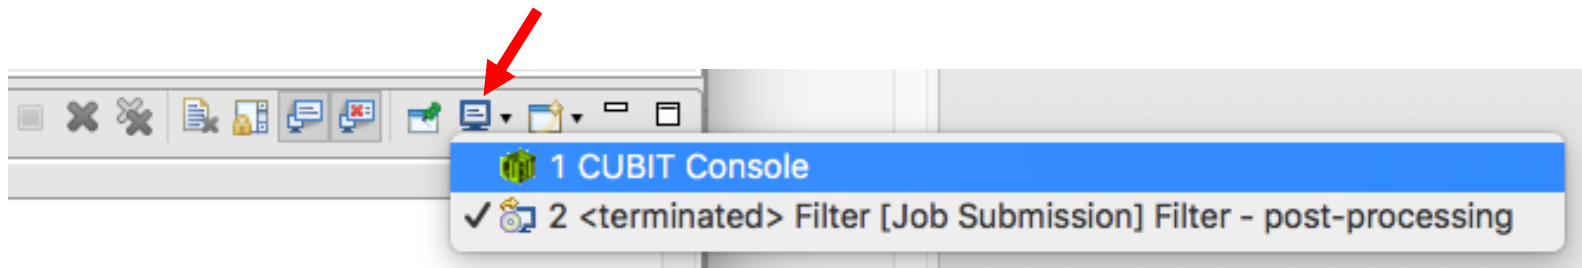 1 CUBIT Console
2 <terminated> Filter [Job Submission] Filter - post-processing